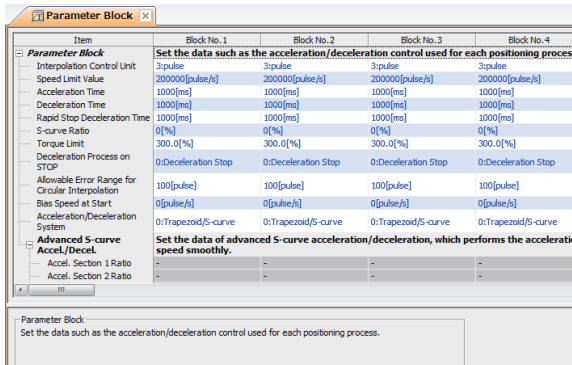 Parameter Block
Item Block No.1 Block No.2 Block No.3 Block No.4
Parameter Block Set the data such as the acceleration/deceleration control used for each positioning proces
Interpolation Control Unit 3:pulse 3:pulse 3:pulse 3:pulse
Speed Limit Value 200000[pulse/s] 200000[pulse/s] 200000[pulse/s] 200000[pulse/s]
Acceleration Time 1000[ms] 1000[ms] 1000[ms] 1000[ms]
Deceleration Time 1000[ms] 1000[ms] 1000[ms] 1000[ms]
Rapid Stop Deceleration Time 1000[ms] 1000[ms] 1000[ms] 1000[ms]
S-curve Ratio 0[%] 0[%] 0[%] 0[%]
Torque Limit 300.0[%] 300.0[%] 300.0[%] 300.0[%]
Deceleration Process on
STOP 0:Deceleration Stop 0:Deceleration Stop 0:Deceleration Stop 0:Deceleration Stop
Allowable Error Range for
Circular Interpolation 100[pulse] 100[pulse] 100[pulse] 100[pulse]
Bias Speed at Start 0[pulse/s] 0[pulse/s] 0[pulse/s] 0[pulse/s]
Acceleration/Deceleration
System 0:Trapezoid/S-curve 0:Trapezoid/S-curve 0:Trapezoid/S-curve 0:Trapezoid/S-curve
Advanced S-curve Set the data of advanced S-curve acceleration/deceleration, which performs the accelerati
Accel./Decel. speed smoothly.
Accel. Section 1 Ratio - - - -
Accel. Section 2 Ratio - - - -
Parameter Block
Set the data such as the acceleration/deceleration control used for each positioning process.